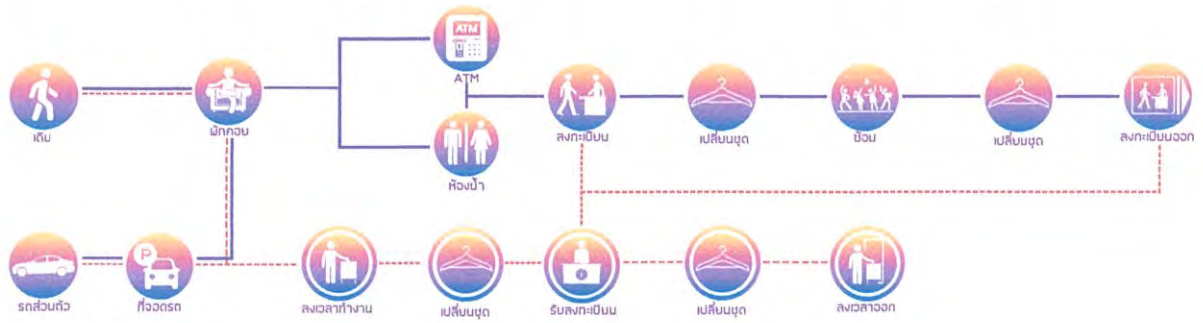 ATM
ATM
เดิน
พักคอย
ลงทะเบียน
เปลี่ยนชุด
ซ้อม
เปลี่ยนชุด
ลงทะเบียนออก
ห้องน้ำ
P
รถส่วนตัว
ที่จอดรถ
ลงเวลาทำงาน
เปลี่ยนชุด
รับลงทะเบียน
เปลี่ยนชุด
ลงเวลาออก